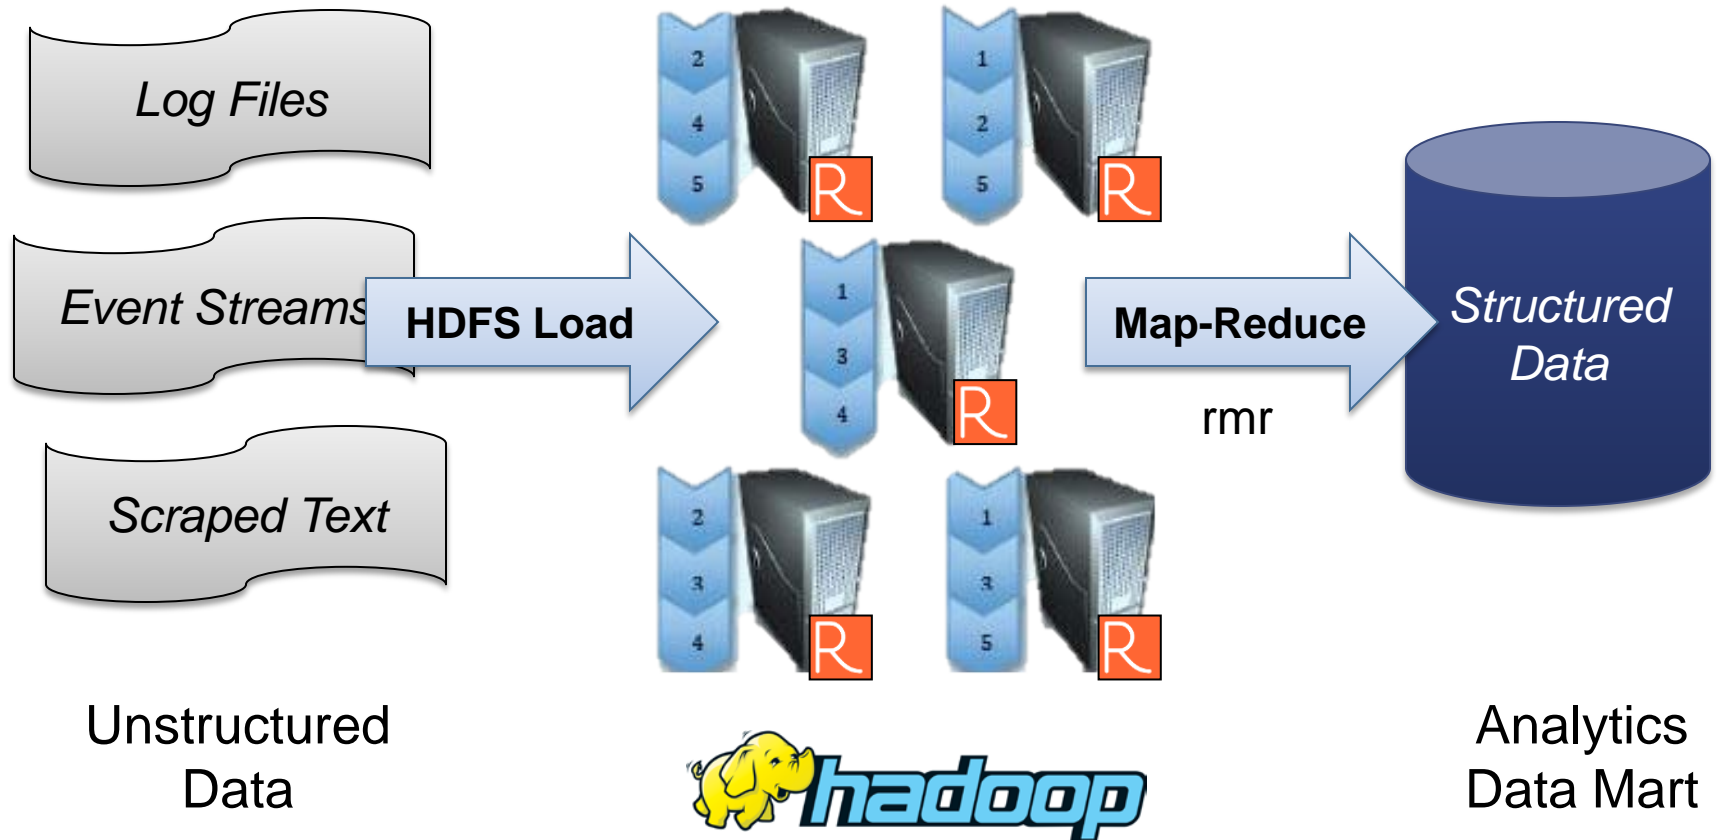 Log Files
Event Streams
Scraped Text
Unstructured
Data
HDFS Load
2
4
5
R
1
2
5
R
1
3
4
R
2
3
4
R
1
3
5
R
hadoop
Map-Reduce
rmr
Structured
Data
Analytics
Data Mart